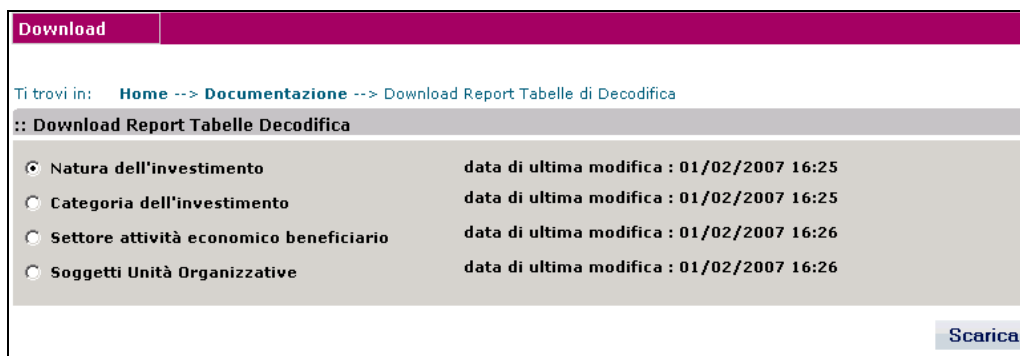 Download
Ti trovi in: Home --> Documentazione --> Download Report Tabelle di Decodifica
:: Download Report Tabelle Decodifica
Natura dell'investimento data di ultima modifica : 01/02/2007 16:25
Categoria dell'investimento data di ultima modifica : 01/02/2007 16:25
Settore attività economico beneficiario data di ultima modifica : 01/02/2007 16:26
Soggetti Unità Organizzative data di ultima modifica : 01/02/2007 16:26
Scarica